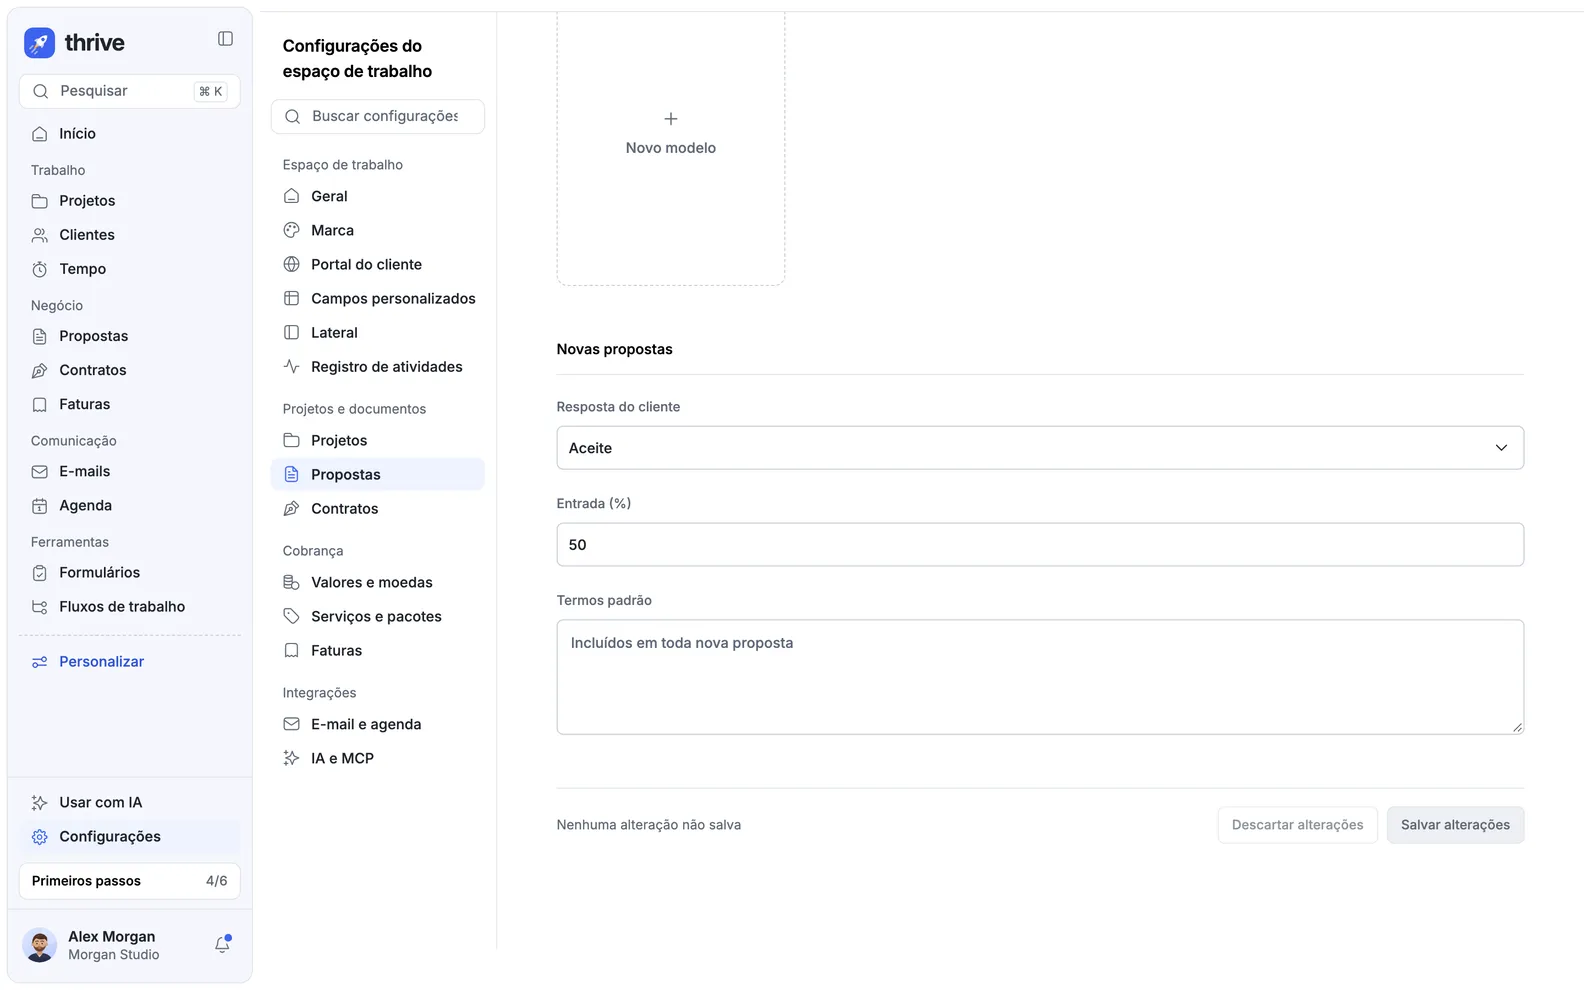 thrive
Pesquisar
⌘ K
Início
Trabalho
Projetos
Clientes
Tempo
Negócio
Propostas
Contratos
Faturas
Comunicação
E-mails
Agenda
Ferramentas
Formulários
Fluxos de trabalho
Personalizar
Usar com IA
Configurações
Primeiros passos
4/6
Alex Morgan
Morgan Studio
Configurações do
espaço de trabalho
Buscar configurações
Espaço de trabalho
Geral
Marca
Portal do cliente
Campos personalizados
Lateral
Registro de atividades
Projetos e documentos
Projetos
Propostas
Contratos
Cobrança
Valores e moedas
Serviços e pacotes
Faturas
Integrações
E-mail e agenda
IA e MCP
Novo modelo
Novas propostas
Resposta do cliente
Aceite
Entrada (%)
50
Termos padrão
Incluídos em toda nova proposta
Nenhuma alteração não salva
Descartar alterações
Salvar alterações